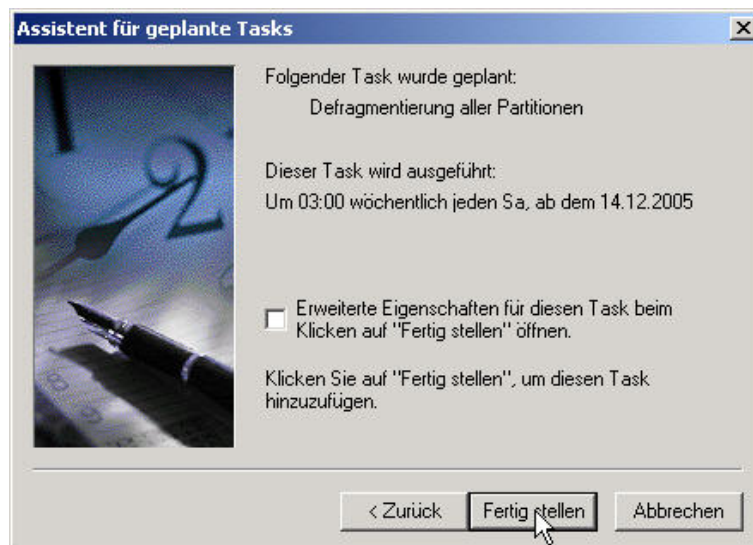 Assistent für geplante Tasks
Folgender Task wurde geplant:
Defragmentierung aller Partitionen
Dieser Task wird ausgeführt:
Um 03:00 wöchentlich jeden Sa, ab dem 14.12.2005
Erweiterte Eigenschaften für diesen Task beim
Klicken auf "Fertig stellen" öffnen.
Klicken Sie auf "Fertig stellen", um diesen Task
hinzuzufügen.
< Zurück
Fertig stellen
Abbrechen